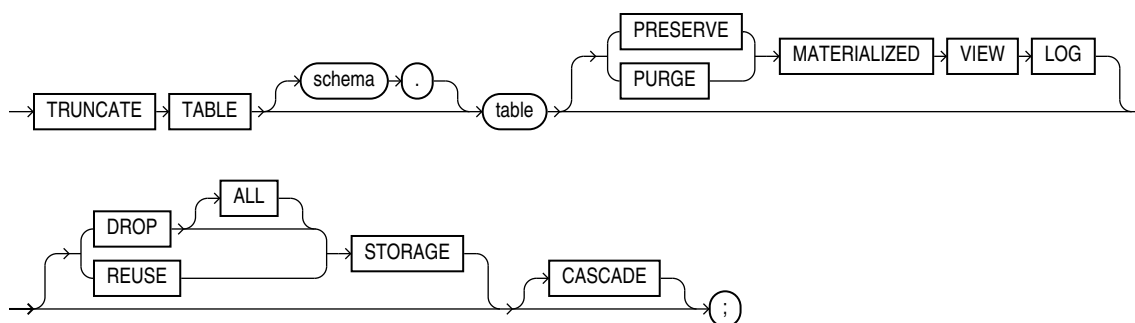 PRESERVE
schema . PURGE MATERIALIZED VIEW LOG
TRUNCATE TABLE table
ALL
DROP
REUSE STORAGE CASCADE
;